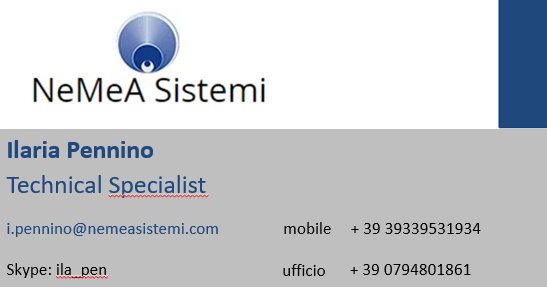 NeMeA Sistemi
Ilaria Pennino
Technical Specialist
i.pennino@nemeasistemi.com mobile + 39 39339531934
Skype: ila_pen ufficio + 39 0794801861